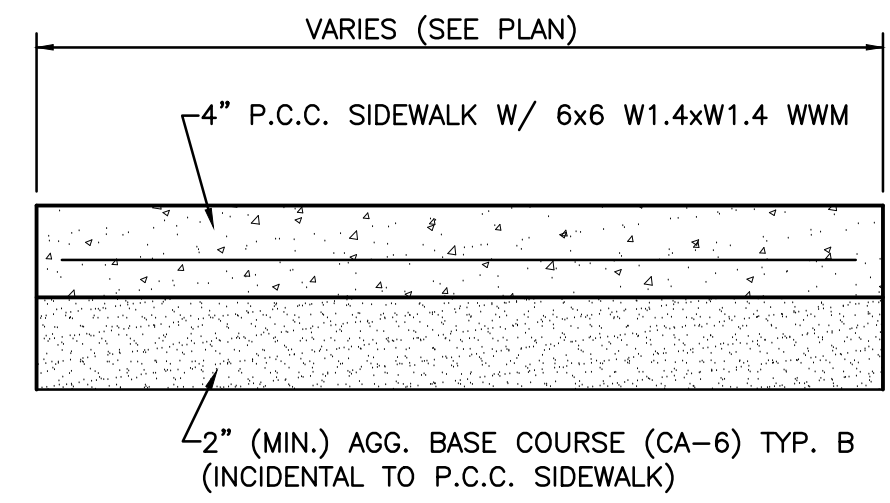 VARIES (SEE PLAN)
4" P.C.C. SIDEWALK W/ 6x6 W1.4xW1.4 WWM
2" (MIN.) AGG. BASE COURSE (CA-6) TYP. B
(INCIDENTAL TO P.C.C. SIDEWALK)